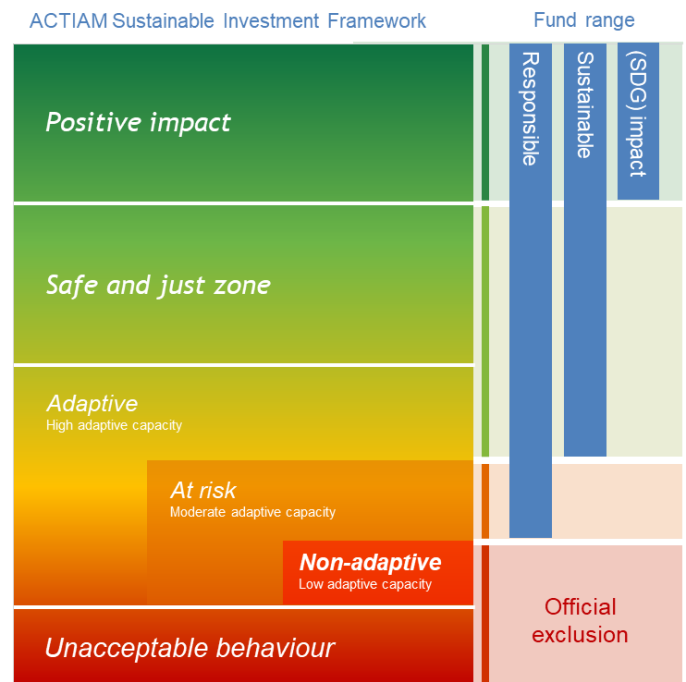 ACTIAM Sustainable Investment Framework
Fund range
Positive impact
Responsible
Sustainable
(SDG) impact
Safe and just zone
Adaptive
High adaptive capacity
At risk
Moderate adaptive capacity
Non-adaptive
Low adaptive capacity
Official
exclusion
Unacceptable behaviour